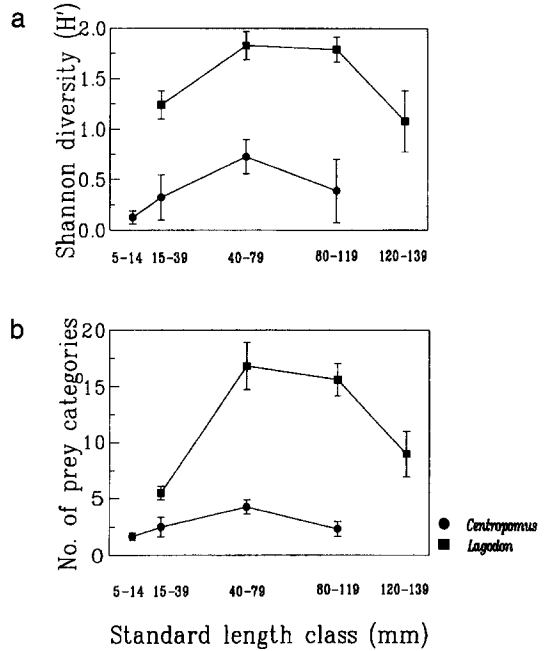 a
Shannon diversity (H')
2.0
1.5
1.0
0.5
0.0
5-14 15-39 40-79 80-119 120-139
b
No. of prey categories
20
15
10
5
0
5-14 15-39 40-79 80-119 120-139
Standard length class (mm)
Centropomus
Lagodon